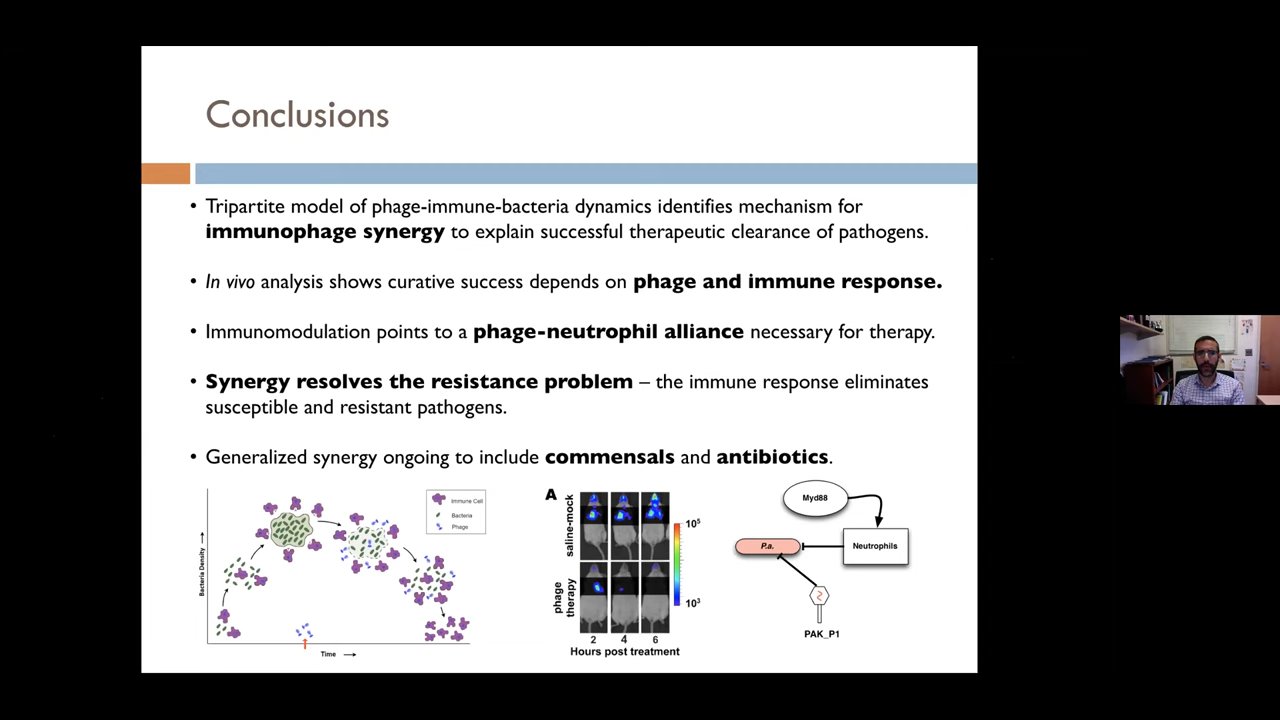 Conclusions
• Tripartite model of phage-immune-bacteria dynamics identifies mechanism for
immunophage synergy to explain successful therapeutic clearance of pathogens.
• In vivo analysis shows curative success depends on phage and immune response.
• Immunomodulation points to a phage-neutrophil alliance necessary for therapy.
• Synergy resolves the resistance problem – the immune response eliminates
susceptible and resistant pathogens.
• Generalized synergy ongoing to include commensals and antibiotics.
Bacteria Density
Immune Cell
Bacteria
Phage
Time
A
saline-mock
phage
therapy
10⁵
10³
2 4 6
Hours post treatment
Myd88
P.a.
Neutrophils
PAK_P1